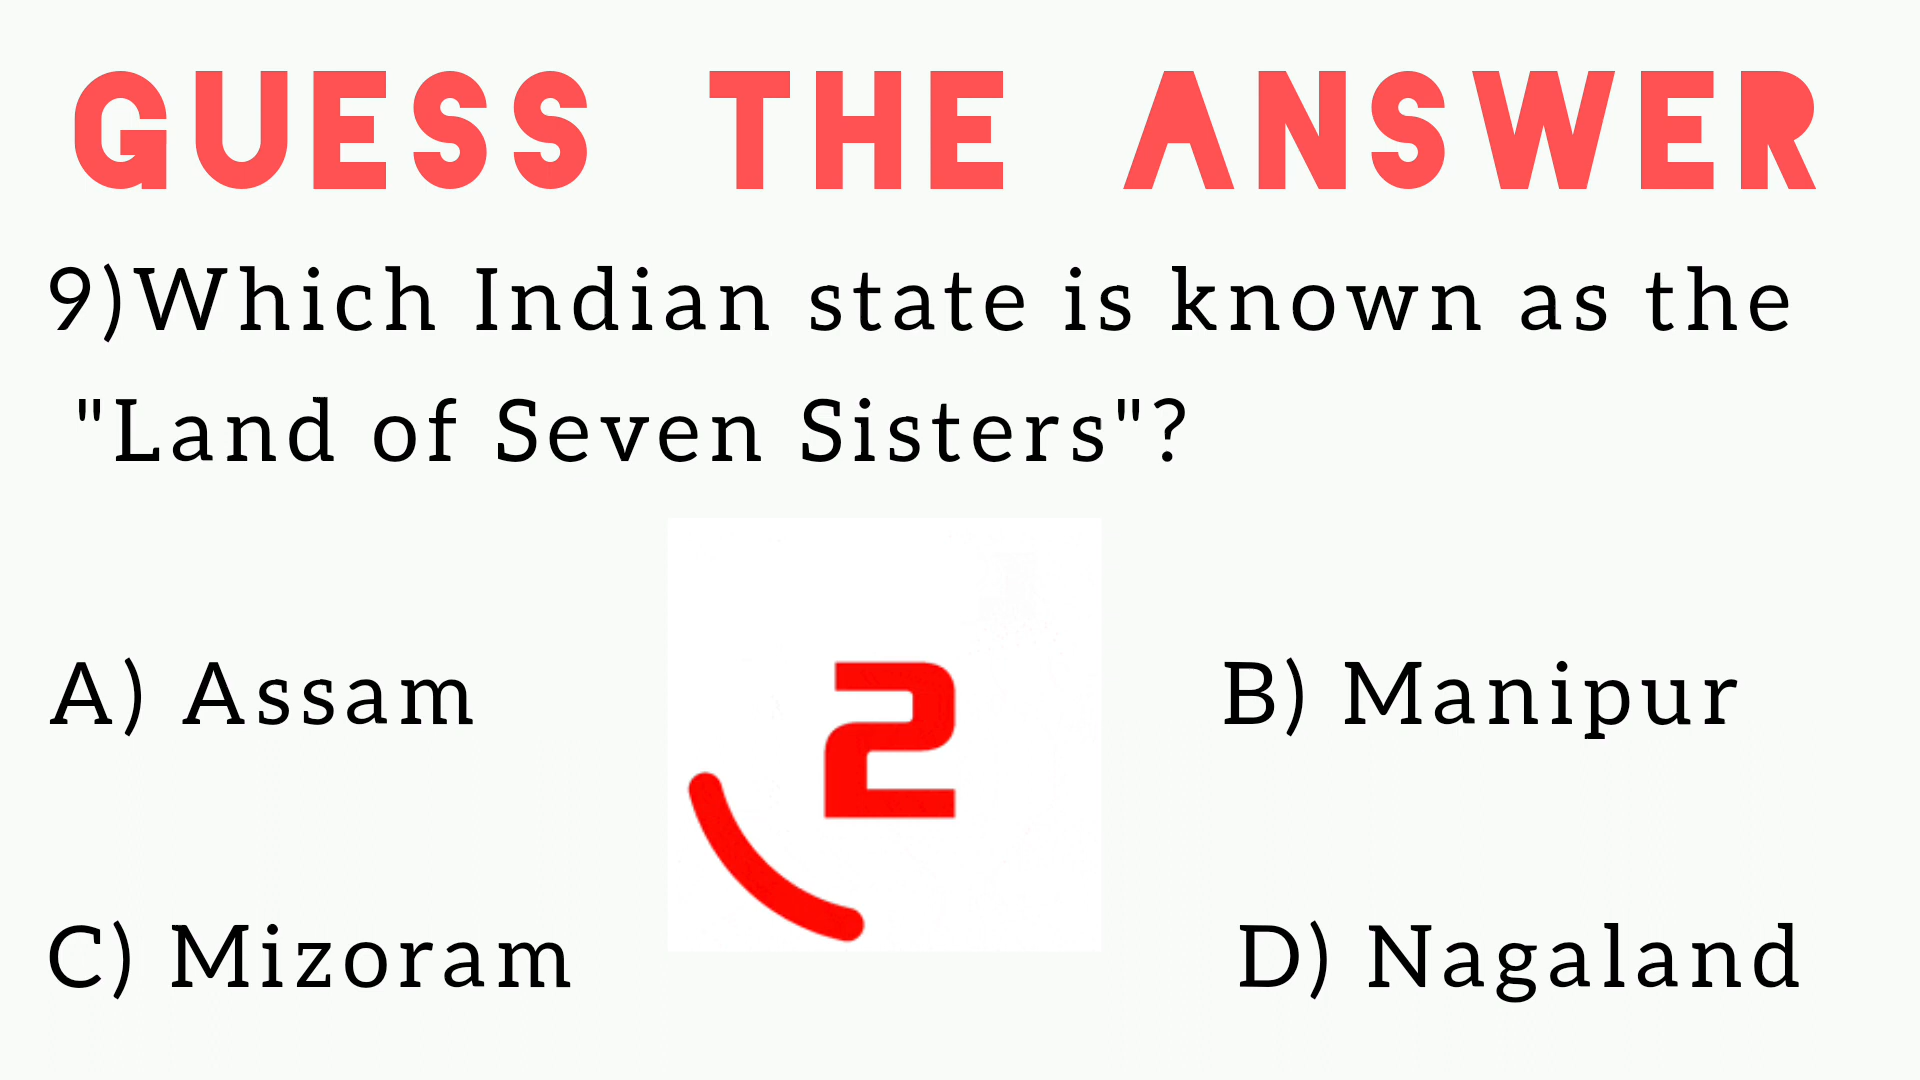 GUESS THE ANSWER
9)Which Indian state is known as the
"Land of Seven Sisters"?
2
A) Assam
B) Manipur
C) Mizoram
D) Nagaland